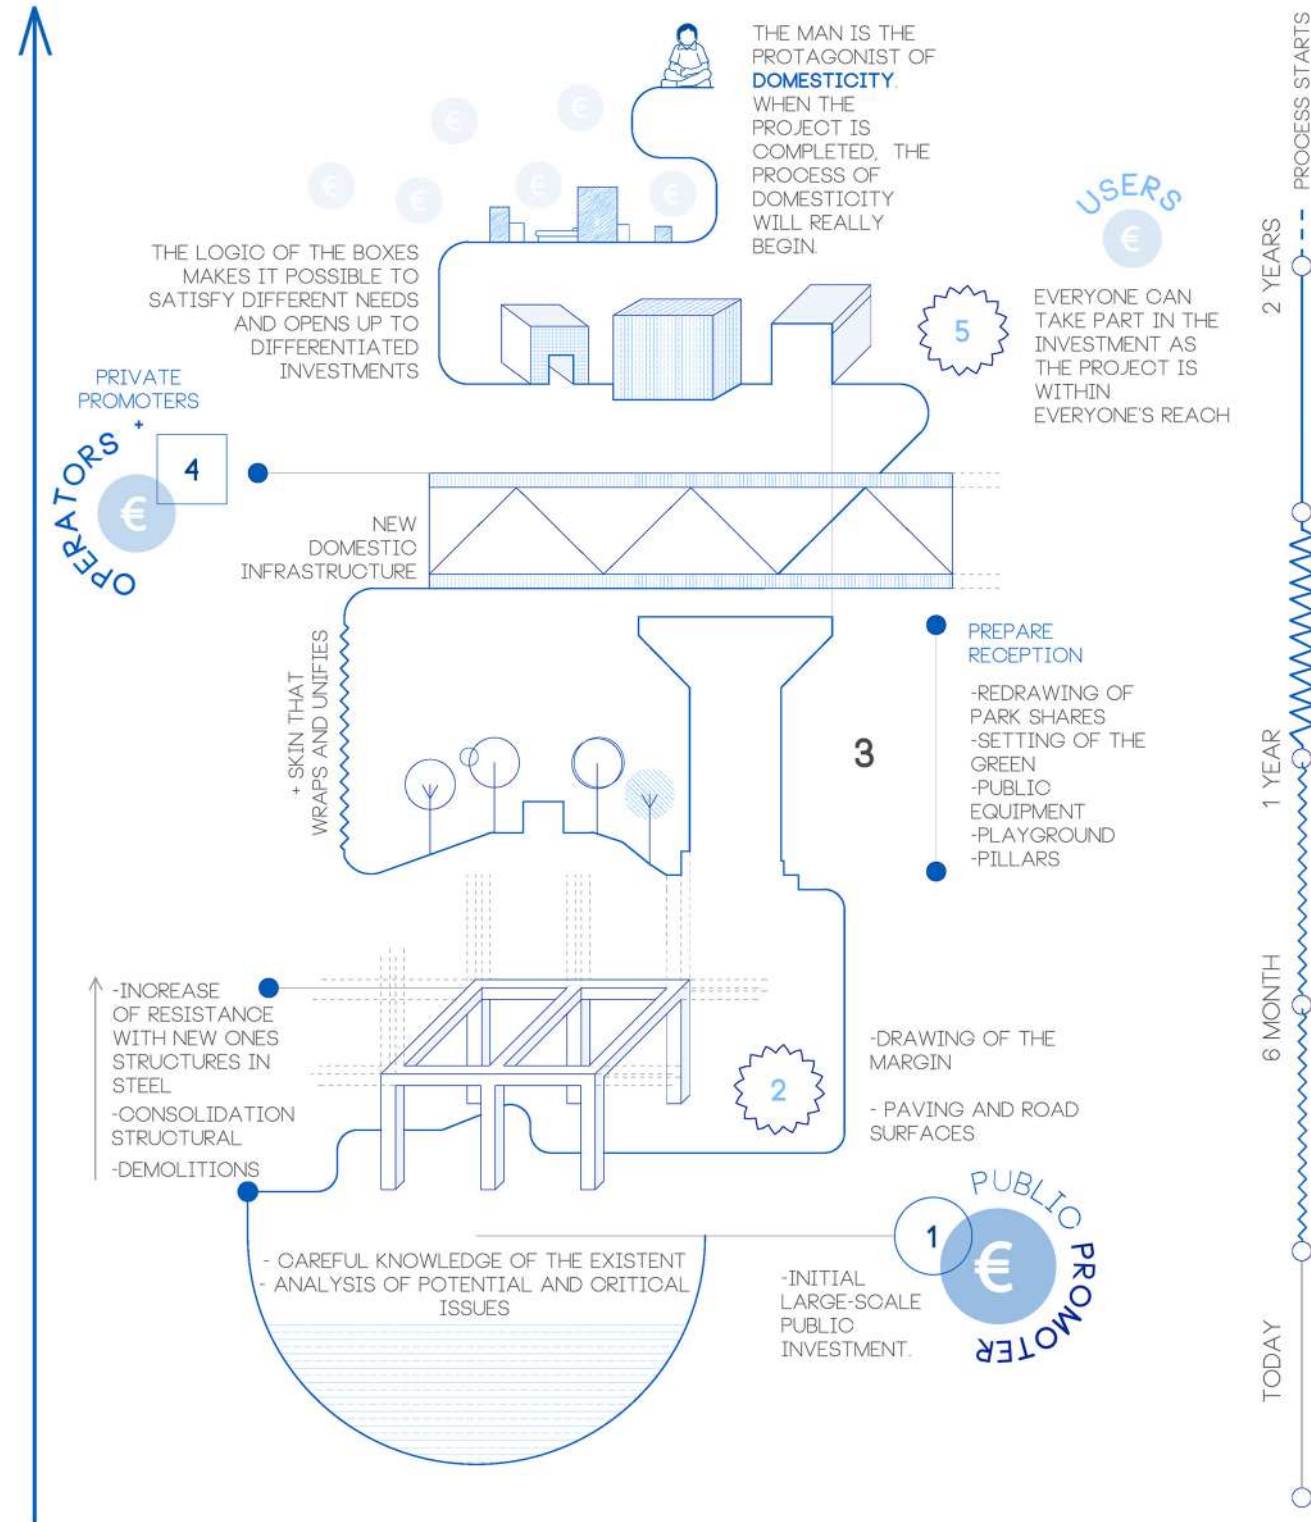 THE MAN IS THE
PROTAGONIST OF
DOMESTICITY.
WHEN THE
PROJECT IS
COMPLETED, THE
PROCESS OF
DOMESTICITY
WILL REALLY
BEGIN.
PROCESS STARTS
€
€
€
€
€
€
USERS
€
2 YEARS
THE LOGIC OF THE BOXES
MAKES IT POSSIBLE TO
SATISFY DIFFERENT NEEDS
AND OPENS UP TO
DIFFERENTIATED
INVESTMENTS
5
EVERYONE CAN
TAKE PART IN THE
INVESTMENT AS
THE PROJECT IS
WITHIN
EVERYONE'S REACH
PRIVATE
PROMOTERS
+
OPERATORS
€
4
NEW
DOMESTIC
INFRASTRUCTURE
+ SKIN THAT
WRAPS AND UNIFIES
3
PREPARE
RECEPTION
-REDRAWING OF
PARK SHARES
-SETTING OF THE
GREEN
-PUBLIC
EQUIPMENT
-PLAYGROUND
-PILLARS
1 YEAR
-INCREASE
OF RESISTANCE
WITH NEW ONES
STRUCTURES IN
STEEL
-CONSOLIDATION
STRUCTURAL
-DEMOLITIONS
2
-DRAWING OF THE
MARGIN
- PAVING AND ROAD
SURFACES
6 MONTH
- CAREFUL KNOWLEDGE OF THE EXISTENT
- ANALYSIS OF POTENTIAL AND CRITICAL
ISSUES
1
PUBLIC PROMOTER
€
-INITIAL
LARGE-SCALE
PUBLIC
INVESTMENT.
TODAY